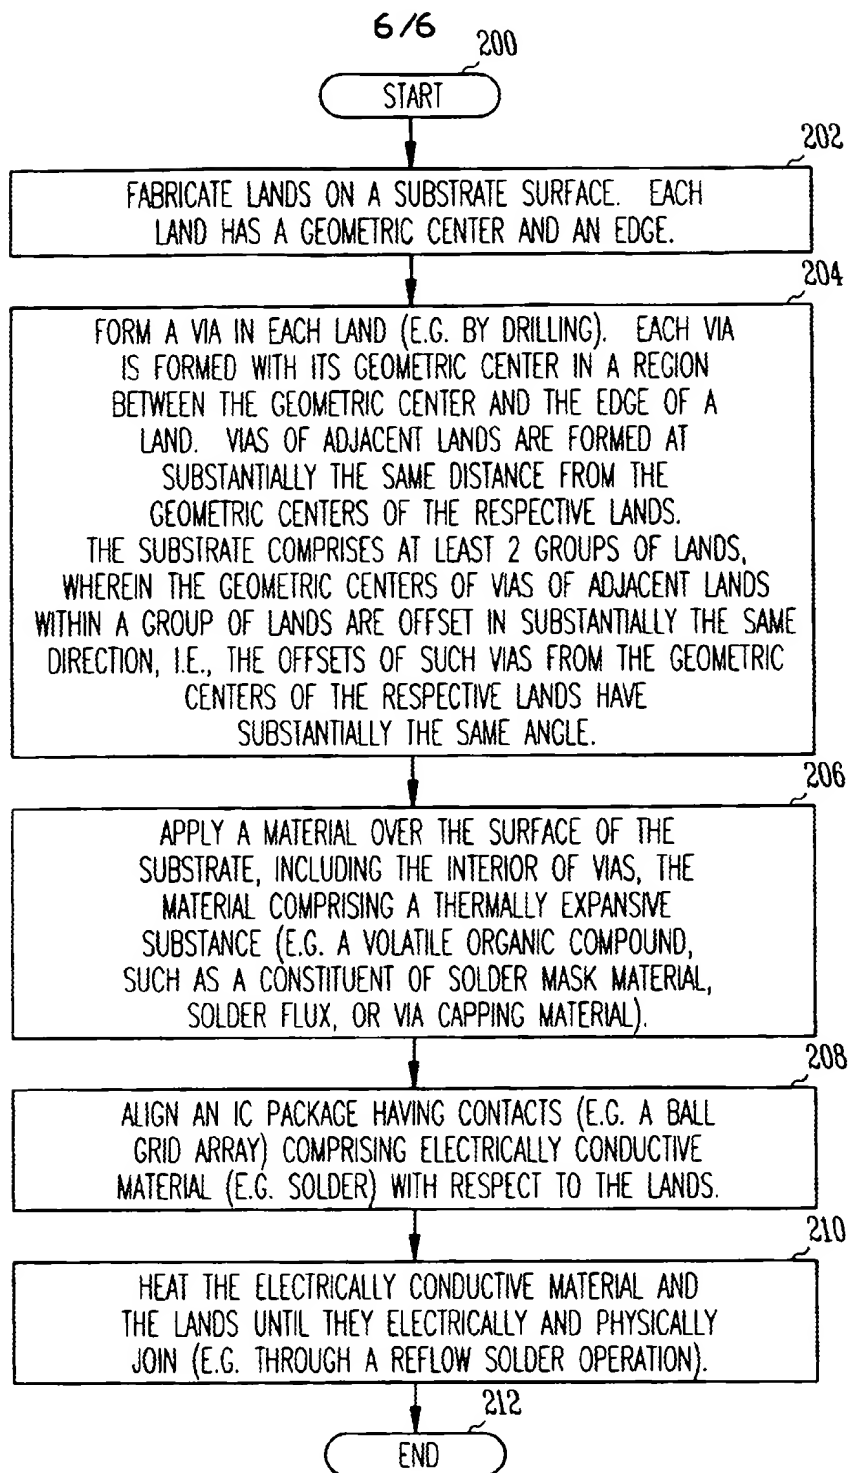 6/6
200
START
202
FABRICATE LANDS ON A SUBSTRATE SURFACE. EACH
LAND HAS A GEOMETRIC CENTER AND AN EDGE.
204
FORM A VIA IN EACH LAND (E.G. BY DRILLING). EACH VIA
IS FORMED WITH ITS GEOMETRIC CENTER IN A REGION
BETWEEN THE GEOMETRIC CENTER AND THE EDGE OF A
LAND. VIAS OF ADJACENT LANDS ARE FORMED AT
SUBSTANTIALLY THE SAME DISTANCE FROM THE
GEOMETRIC CENTERS OF THE RESPECTIVE LANDS.
THE SUBSTRATE COMPRISES AT LEAST 2 GROUPS OF LANDS,
WHEREIN THE GEOMETRIC CENTERS OF VIAS OF ADJACENT LANDS
WITHIN A GROUP OF LANDS ARE OFFSET IN SUBSTANTIALLY THE SAME
DIRECTION, I.E., THE OFFSETS OF SUCH VIAS FROM THE GEOMETRIC
CENTERS OF THE RESPECTIVE LANDS HAVE
SUBSTANTIALLY THE SAME ANGLE.
206
APPLY A MATERIAL OVER THE SURFACE OF THE
SUBSTRATE, INCLUDING THE INTERIOR OF VIAS, THE
MATERIAL COMPRISING A THERMALLY EXPANSIVE
SUBSTANCE (E.G. A VOLATILE ORGANIC COMPOUND,
SUCH AS A CONSTITUENT OF SOLDER MASK MATERIAL,
SOLDER FLUX, OR VIA CAPPING MATERIAL).
208
ALIGN AN IC PACKAGE HAVING CONTACTS (E.G. A BALL
GRID ARRAY) COMPRISING ELECTRICALLY CONDUCTIVE
MATERIAL (E.G. SOLDER) WITH RESPECT TO THE LANDS.
210
HEAT THE ELECTRICALLY CONDUCTIVE MATERIAL AND
THE LANDS UNTIL THEY ELECTRICALLY AND PHYSICALLY
JOIN (E.G. THROUGH A REFLOW SOLDER OPERATION).
212
END